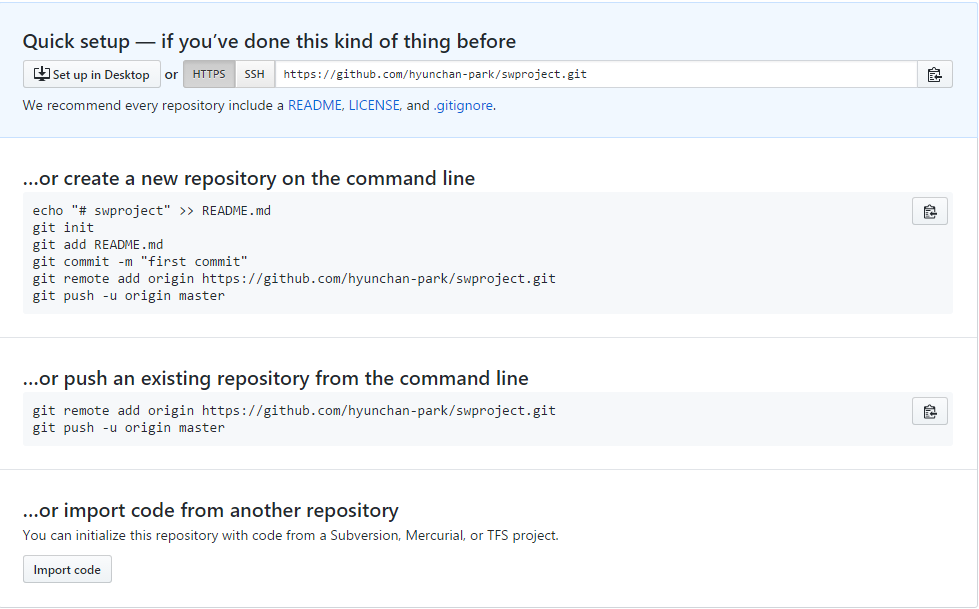 Quick setup — if you’ve done this kind of thing before
Set up in Desktop or HTTPS SSH https://github.com/hyunchan-park/swproject.git
We recommend every repository include a README, LICENSE, and .gitignore.
…or create a new repository on the command line
echo "# swproject" >> README.md
git init
git add README.md
git commit -m "first commit"
git remote add origin https://github.com/hyunchan-park/swproject.git
git push -u origin master
…or push an existing repository from the command line
git remote add origin https://github.com/hyunchan-park/swproject.git
git push -u origin master
…or import code from another repository
You can initialize this repository with code from a Subversion, Mercurial, or TFS project.
Import code